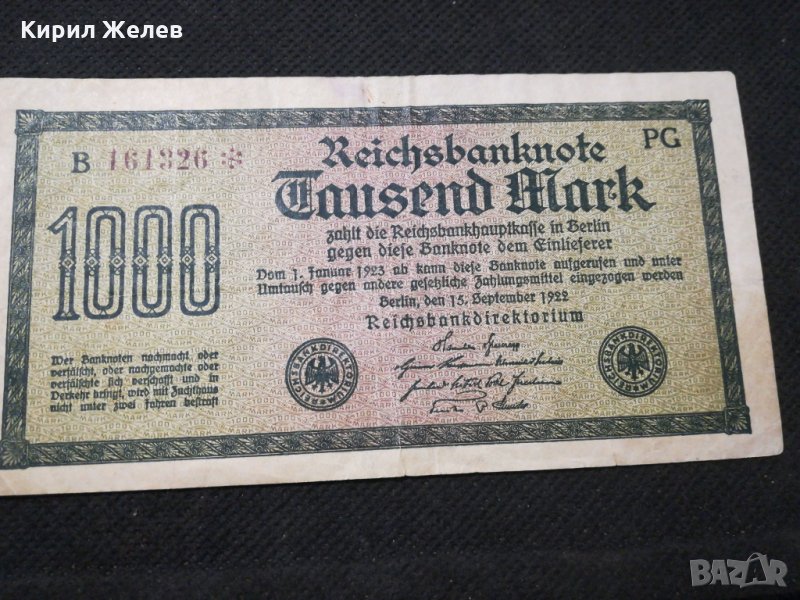 Кирил Желев
B 161326 *
PG
Reichsbanknote
Tausend Mark
1000
zahlt die Reichsbankhauptkasse in Berlin
gegen diese Banknote dem Einlieferer
Vom 1. Januar 1923 ab kann diese Banknote aufgerufen und unter
Umtausch gegen andere gesetzliche Zahlungsmittel eingezogen werden
Berlin, den 15. September 1922
Reichsbankdirektorium
Wer Banknoten nachmacht, oder
verfälscht, oder nachgemachte oder
verfälschte sich verschafft und in
Verkehr bringt, wird mit Zuchthaus
nicht unter zwei Jahren bestraft
REICHSBANKDIREKTORIUM
REICHSBANKDIREKTORIUM
BAZAR